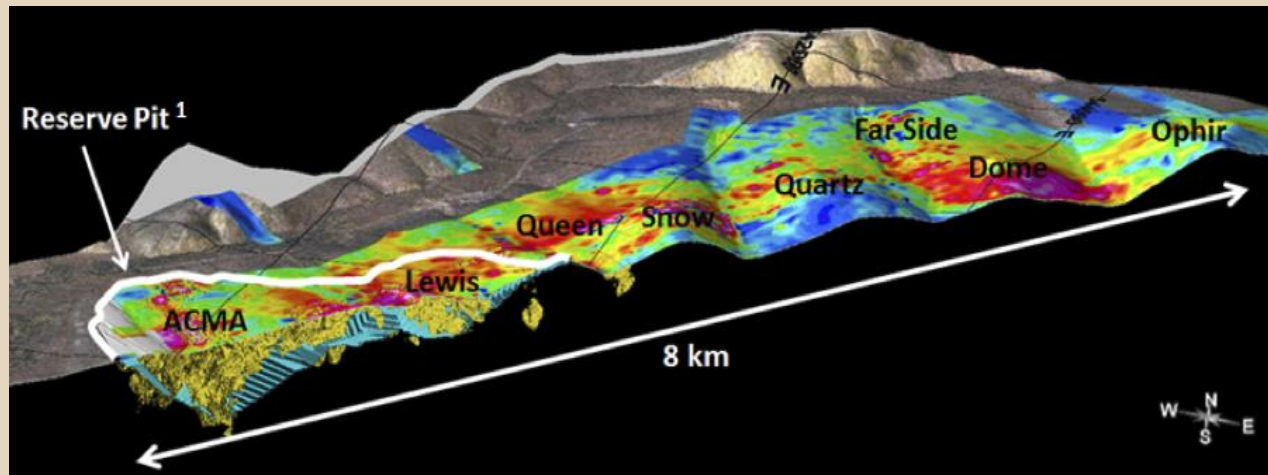 Reserve Pit 1
Far Side
Ophir
Dome
Quartz
Queen
Snow
Lewis
ACMA
8 km
N
W
E
S
E